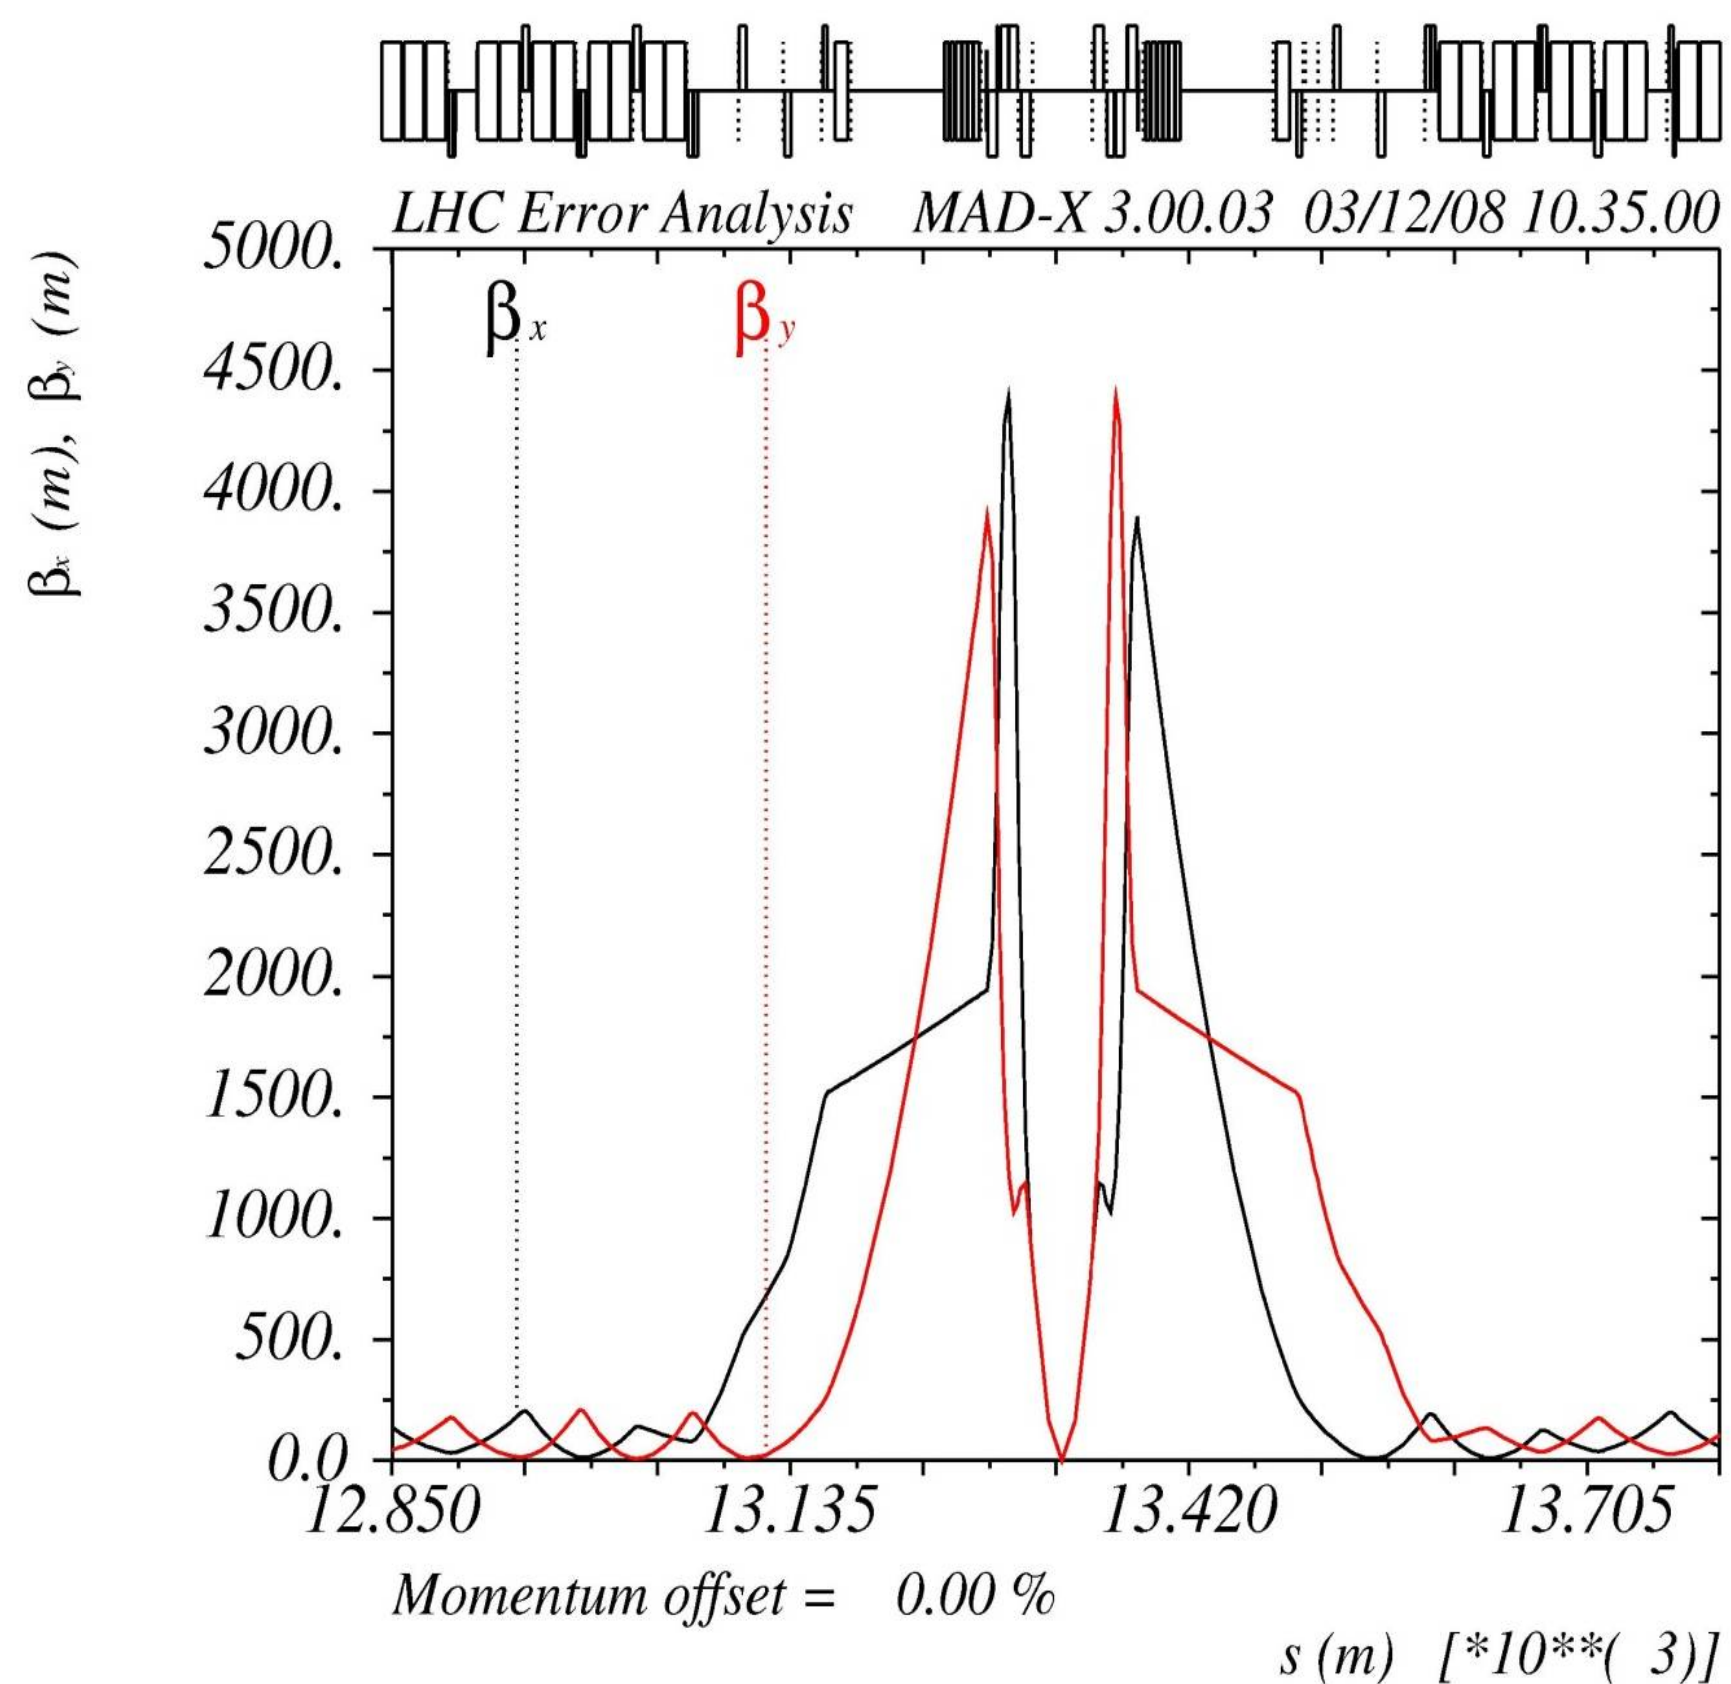 LHC Error Analysis MAD-X 3.00.03 03/12/08 10.35.00
βx (m), βy (m)
5000.
βx βy
4500.
4000.
3500.
3000.
2500.
2000.
1500.
1000.
500.
0.0
12.850 13.135 13.420 13.705
Momentum offset = 0.00 %
s (m) [*10**( 3)]